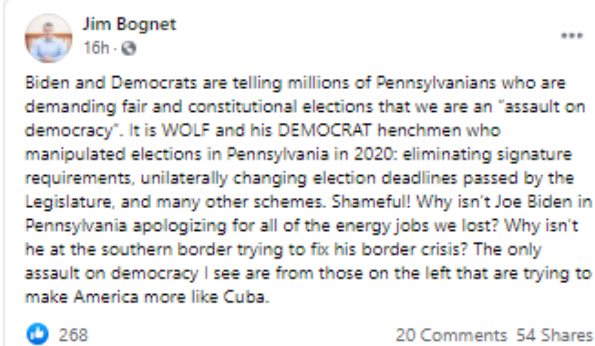 Jim Bognet
16h ·
Biden and Democrats are telling millions of Pennsylvanians who are
demanding fair and constitutional elections that we are an "assault on
democracy". It is WOLF and his DEMOCRAT henchmen who
manipulated elections in Pennsylvania in 2020: eliminating signature
requirements, unilaterally changing election deadlines passed by the
Legislature, and many other schemes. Shameful! Why isn't Joe Biden in
Pennsylvania apologizing for all of the energy jobs we lost? Why isn't
he at the southern border trying to fix his border crisis? The only
assault on democracy I see are from those on the left that are trying to
make America more like Cuba.
268 20 Comments 54 Shares